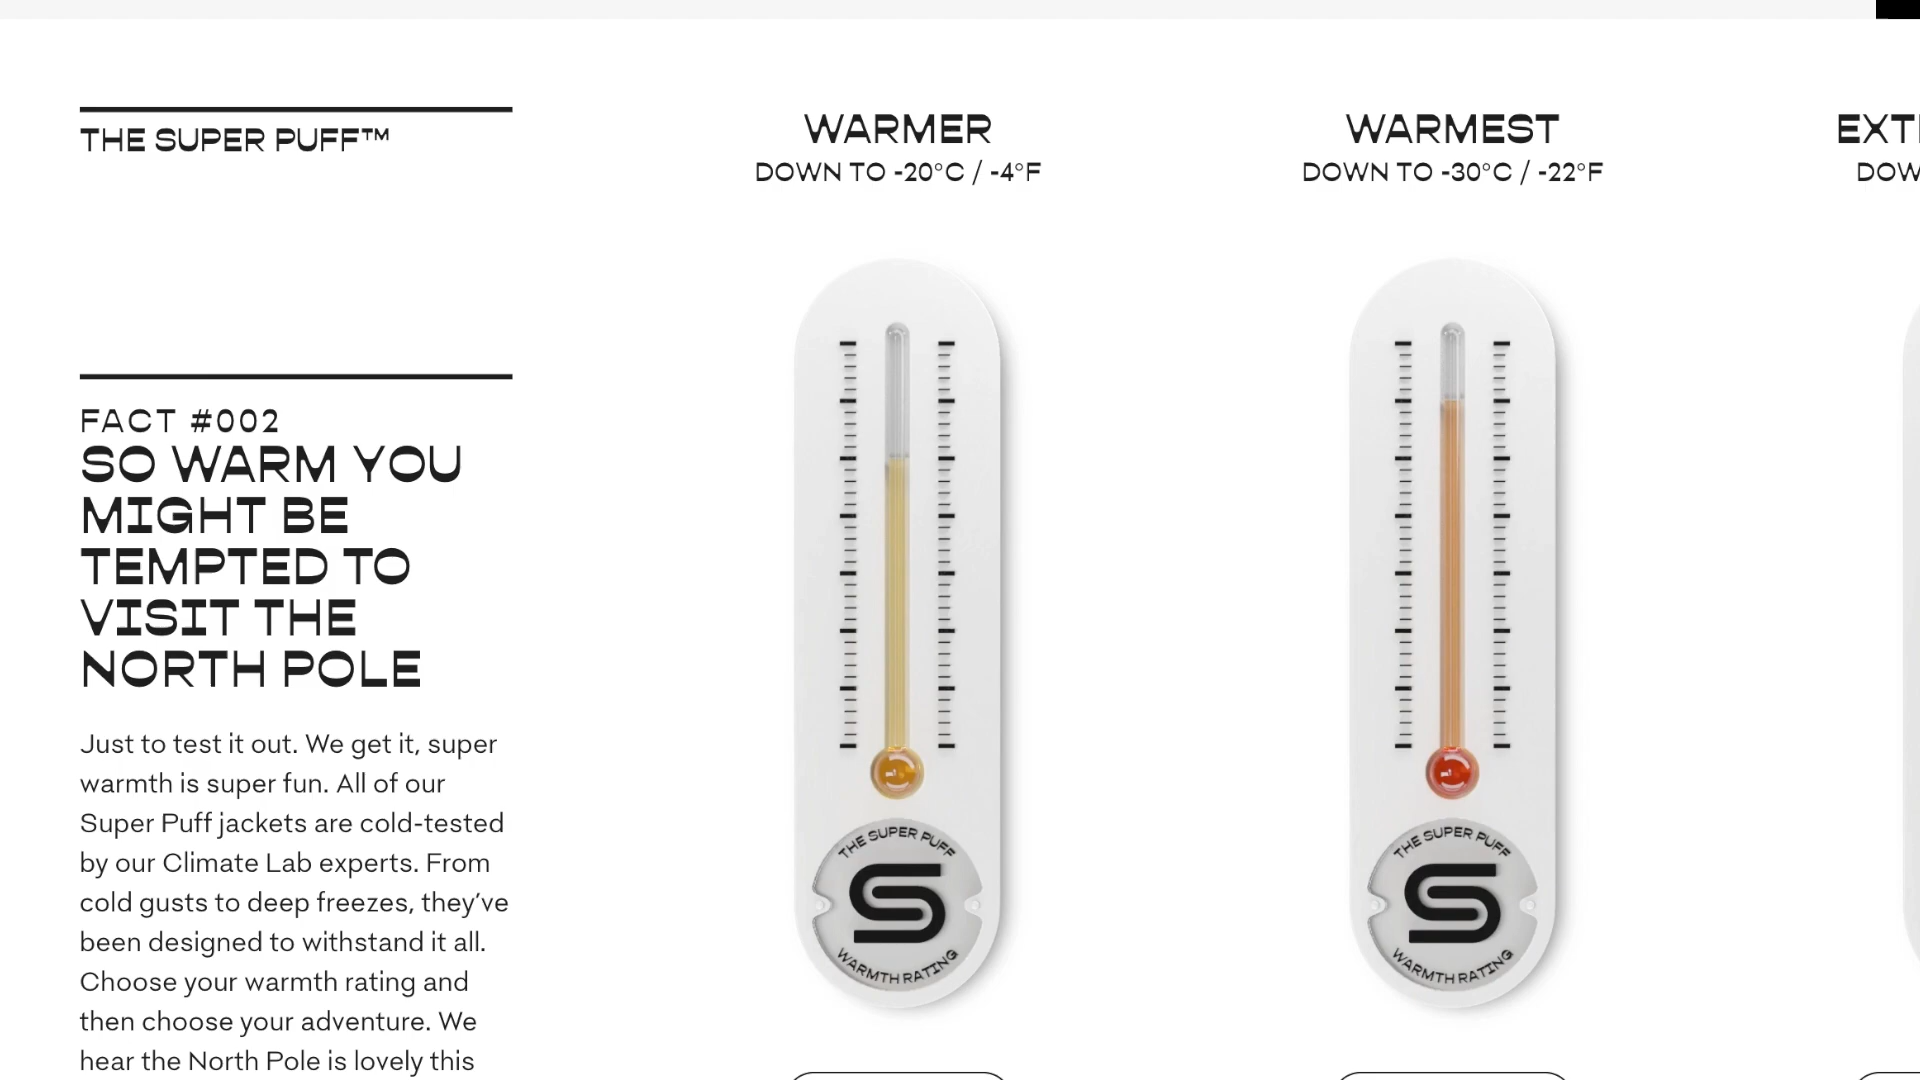 THE SUPER PUFF™
FACT #002
SO WARM YOU
MIGHT BE
TEMPTED TO
VISIT THE
NORTH POLE
Just to test it out. We get it, super
warmth is super fun. All of our
Super Puff jackets are cold-tested
by our Climate Lab experts. From
cold gusts to deep freezes, they’ve
been designed to withstand it all.
Choose your warmth rating and
then choose your adventure. We
hear the North Pole is lovely this
WARMER
DOWN TO -20°C / -4°F
THE SUPER PUFF
WARMTH RATING
WARMEST
DOWN TO -30°C / -22°F
THE SUPER PUFF
WARMTH RATING